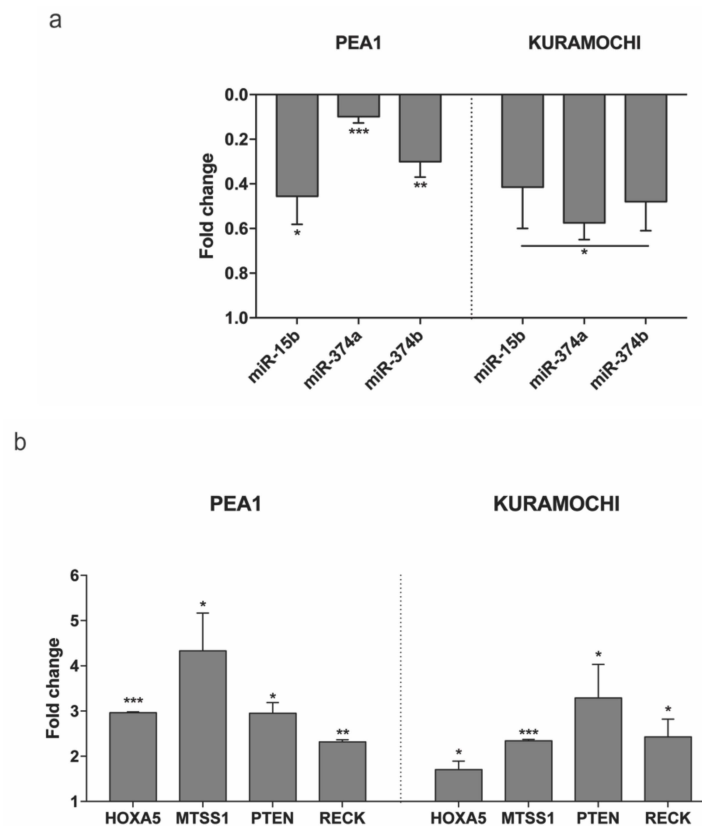 a
PEA1 KURAMOCHI
Fold change
0.0
0.2
0.4
0.6
0.8
1.0
* *** ** *
miR-15b miR-374a miR-374b miR-15b miR-374a miR-374b
b
PEA1 KURAMOCHI
Fold change
6
5
4
3
2
1
*** * * ** * *** * *
HOXA5 MTSS1 PTEN RECK HOXA5 MTSS1 PTEN RECK